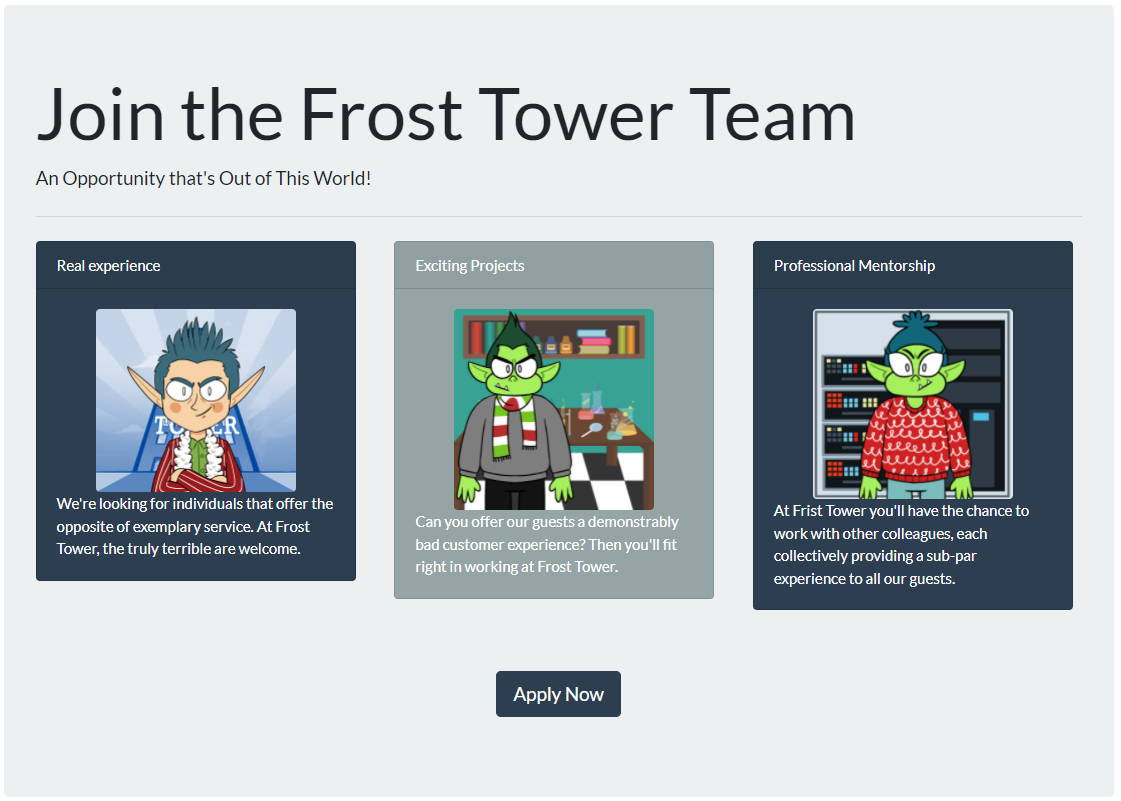 Join the Frost Tower Team
An Opportunity that's Out of This World!
Real experience
TOWER
We're looking for individuals that offer the
opposite of exemplary service. At Frost
Tower, the truly terrible are welcome.
Exciting Projects
Can you offer our guests a demonstrably
bad customer experience? Then you'll fit
right in working at Frost Tower.
Professional Mentorship
At Frist Tower you'll have the chance to
work with other colleagues, each
collectively providing a sub-par
experience to all our guests.
Apply Now